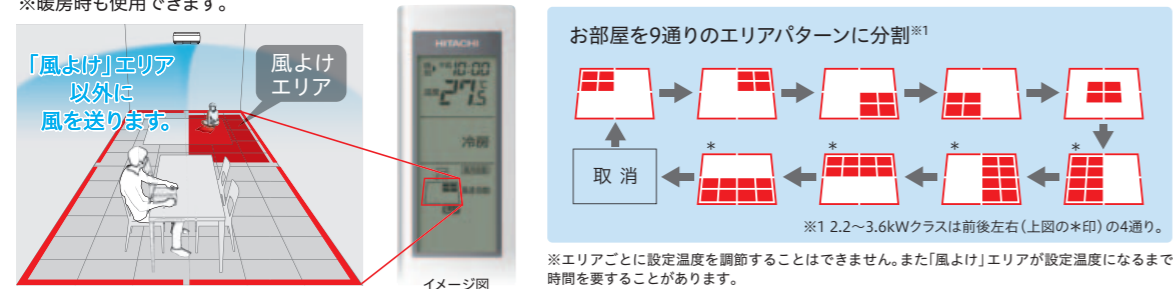 ※暖房時も使用できます。
「風よけ」エリア
以外に
風を送ります。
風よけ
エリア
HITACHI
10:00
27.5℃
冷房
イメージ図
お部屋を9通りのエリアパターンに分割※1
＊
＊
＊
＊
取 消
※1 2.2～3.6kWクラスは前後左右(上図の＊印)の4通り。
※エリアごとに設定温度を調節することはできません。また「風よけ」エリアが設定温度になるまで
時間を要することがあります。